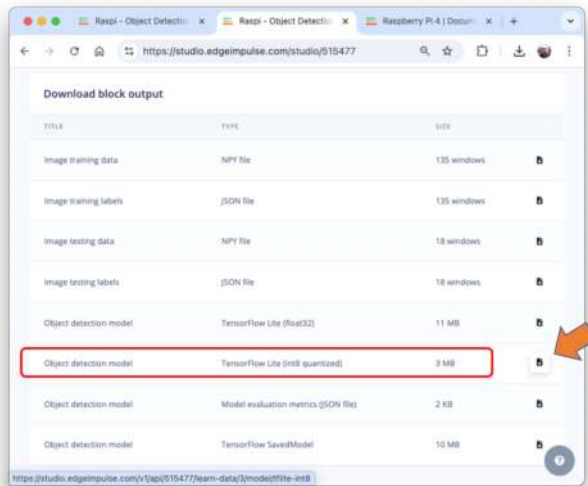 Raspi - Object Detectio
Raspi - Object Detectio
Raspberry Pi 4 | Docum
https://studio.edgeimpulse.com/studio/515477
Download block output
TITLE TYPE SIZE
Image training data NPY file 135 windows
Image training labels JSON file 135 windows
Image testing data NPY file 18 windows
Image testing labels JSON file 18 windows
Object detection model TensorFlow Lite (float32) 11 MB
Object detection model TensorFlow Lite (int8 quantized) 3 MB
Object detection model Model evaluation metrics (JSON file) 2 KB
Object detection model TensorFlow SavedModel 10 MB
https://studio.edgeimpulse.com/v1/api/515477/learn-data/3/model/tflite-int8